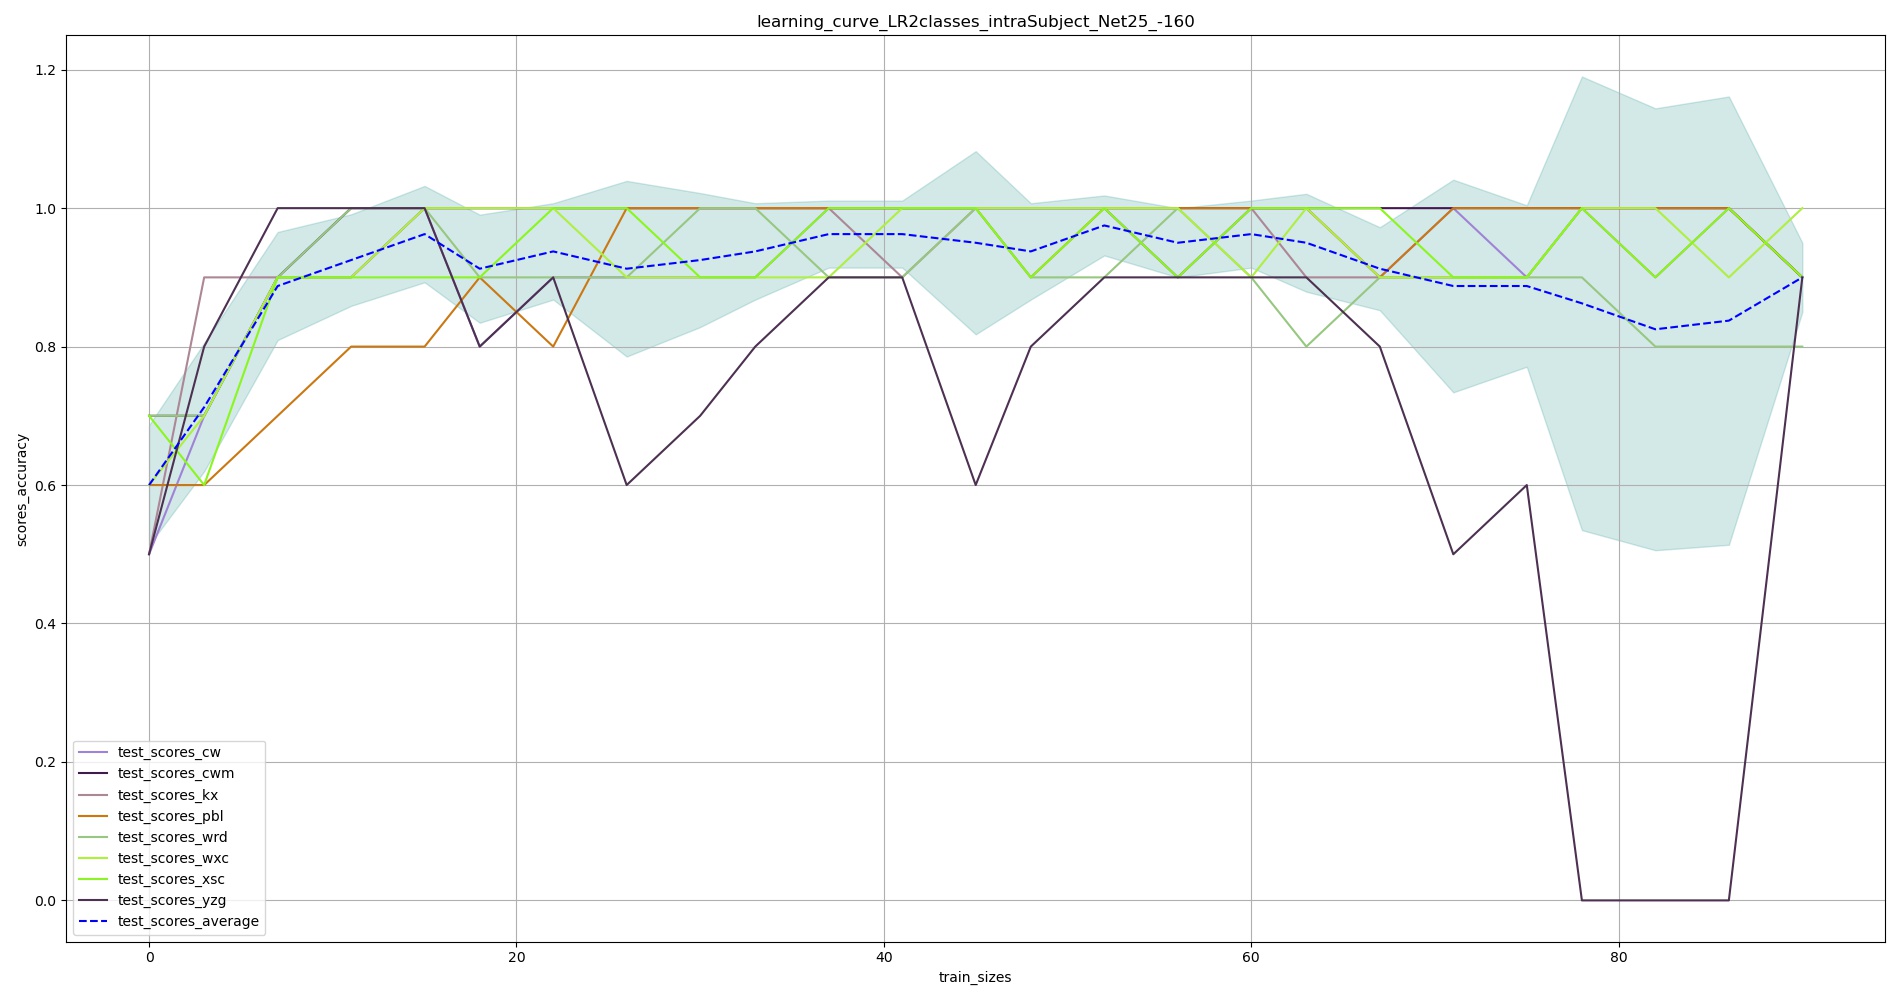 learning_curve_LR2classes_intraSubject_Net25_-160
1.2
1.0
0.8
0.6
0.4
0.2
0.0
scores_accuracy
test_scores_cw
test_scores_cwm
test_scores_kx
test_scores_pbl
test_scores_wrd
test_scores_wxc
test_scores_xsc
test_scores_yzg
test_scores_average
0 20 40 60 80
train_sizes